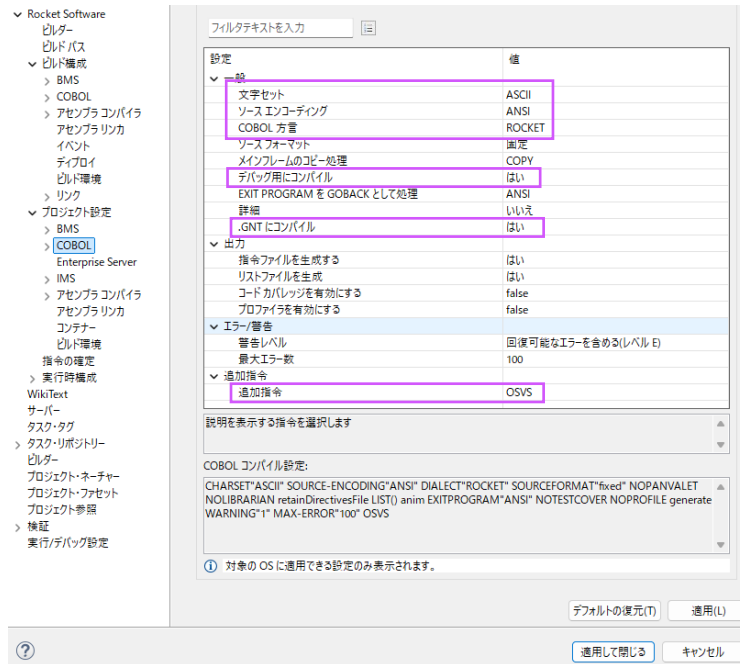 Rocket Software
ビルダー
ビルド パス
ビルド構成
BMS
COBOL
アセンブラ コンパイラ
アセンブラ リンカ
イベント
ディプロイ
ビルド環境
リンク
プロジェクト設定
BMS
COBOL
Enterprise Server
IMS
アセンブラ コンパイラ
アセンブラ リンカ
コンテナー
ビルド環境
指令の確定
実行時構成
WikiText
サーバー
タスク・タグ
タスク・リポジトリー
ビルダー
プロジェクト・ネーチャー
プロジェクト・ファセット
プロジェクト参照
検証
実行/デバッグ設定
フィルタテキストを入力
設定 値
一般
文字セット ASCII
ソース エンコーディング ANSI
COBOL 方言 ROCKET
ソース フォーマット 固定
メインフレームのコピー処理 COPY
デバッグ用にコンパイル はい
EXIT PROGRAM を GOBACK として処理 ANSI
詳細 いいえ
.GNT にコンパイル はい
出力
指令ファイルを生成する はい
リストファイルを生成 はい
コード カバレッジを有効にする false
プロファイラを有効にする false
エラー/警告
警告レベル 回復可能なエラーを含める(レベル E)
最大エラー数 100
追加指令
追加指令 OSVS
説明を表示する指令を選択します
COBOL コンパイル設定:
CHARSET"ASCII" SOURCE-ENCODING"ANSI" DIALECT"ROCKET" SOURCEFORMAT"fixed" NOPANVALET
NOLIBRARIAN retainDirectivesFile LIST() anim EXITPROGRAM"ANSI" NOTESTCOVER NOPROFILE generate
WARNING"1" MAX-ERROR"100" OSVS
対象の OS に適用できる設定のみ表示されます。
デフォルトの復元(T) 適用(L)
適用して閉じる キャンセル